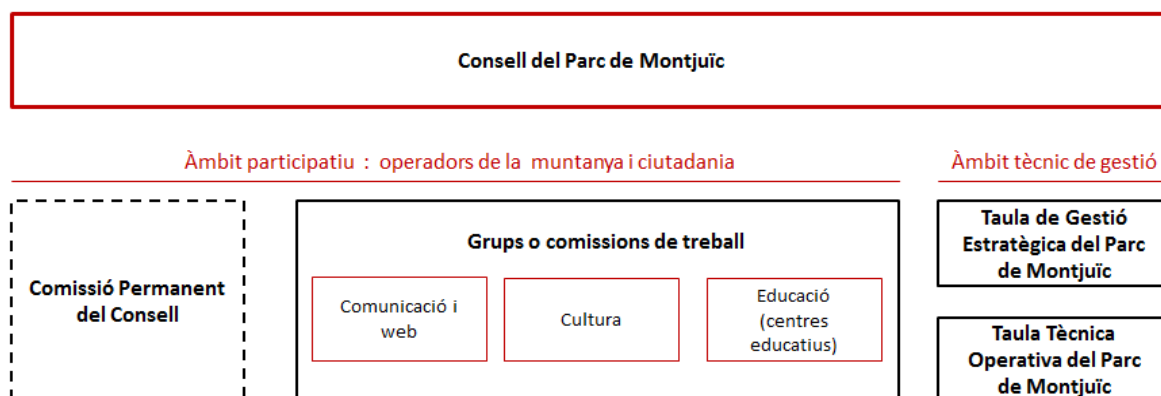 Consell del Parc de Montjuïc
Àmbit participatiu : operadors de la muntanya i ciutadania
Àmbit tècnic de gestió
Comissió Permanent
del Consell
Grups o comissions de treball
Comunicació i
web
Cultura
Educació
(centres
educatius)
Taula de Gestió
Estratègica del Parc
de Montjuïc
Taula Tècnica
Operativa del Parc
de Montjuïc